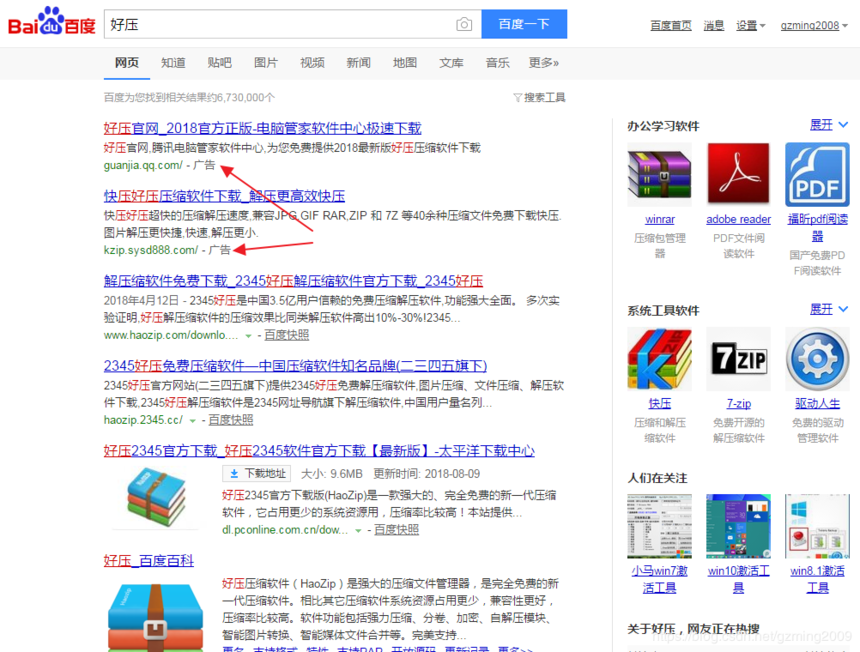 Bai du 百度
好压
百度一下
百度首页 消息 设置 gzming2008
网页 知道 贴吧 图片 视频 新闻 地图 文库 音乐 更多»
百度为您找到相关结果约6,730,000个
搜索工具
好压官网_2018官方正版-电脑管家软件中心极速下载
好压官网,腾讯电脑管家软件中心,为您免费提供2018最新版好压压缩软件下载
guanjia.qq.com/ - 广告
快压好压压缩软件下载_解压更高效快压
快压好压超快的压缩解压速度,兼容JPG,GIF RAR,ZIP 和 7Z 等40余种压缩文件免费下载快压.
图片解压更快捷,快速,解压更小.
kzip.sysd888.com/ - 广告
解压缩软件免费下载_2345好压解压缩软件官方下载_2345好压
2018年4月12日 - 2345好压是中国3.5亿用户信赖的免费压缩解压软件,功能强大全面。 多次实
验证明,好压解压缩软件的压缩效果比同类解压软件高出10%-30%!2345...
www.haozip.com/downlo... - 百度快照
2345好压免费压缩软件—中国压缩软件知名品牌(二三四五旗下)
2345好压官方网站(二三四五旗下)提供2345好压免费解压缩软件,图片压缩、文件压缩、解压软
件下载,2345好压解压缩软件是2345网址导航旗下解压缩软件,中国用户量名列...
haozip.2345.cc/ - 百度快照
好压2345官方下载_好压2345软件官方下载【最新版】-太平洋下载中心
下载地址 大小: 9.6MB 更新时间: 2018-08-09
好压2345官方下载版(HaoZip)是一款强大的、完全免费的新一代压缩
软件，它占用更少的系统资源，压缩率比较高！本站提供...
dl.pconline.com.cn/dow... - 百度快照
好压_百度百科
好压压缩软件（HaoZip）是强大的压缩文件管理器，是完全免费的新
一代压缩软件。相比其它压缩软件系统资源占用更少，兼容性更好，
压缩率比较高。软件功能包括强力压缩、分卷、加密、自解压模块、
智能图片转换、智能媒体文件合并等。完美支持...
更名 支持格式 特性 支持RAR 开放源码 更新记录 更多>>
办公学习软件 展开
winrar
压缩包管理
器
adobe reader
PDF文件阅
读软件
PDF
福昕pdf阅读
器
国产免费PD
F阅读软件
系统工具软件 展开
快压
压缩和解压
缩软件
7ZIP
7-zip
免费开源的
解压缩软件
驱动人生
免费的驱动
管理软件
人们在关注
小马win7激
活工具
win10激活工
具
win8.1激活
工具
关于好压，网友正在热搜
https://blog.csdn.net/gzming2009